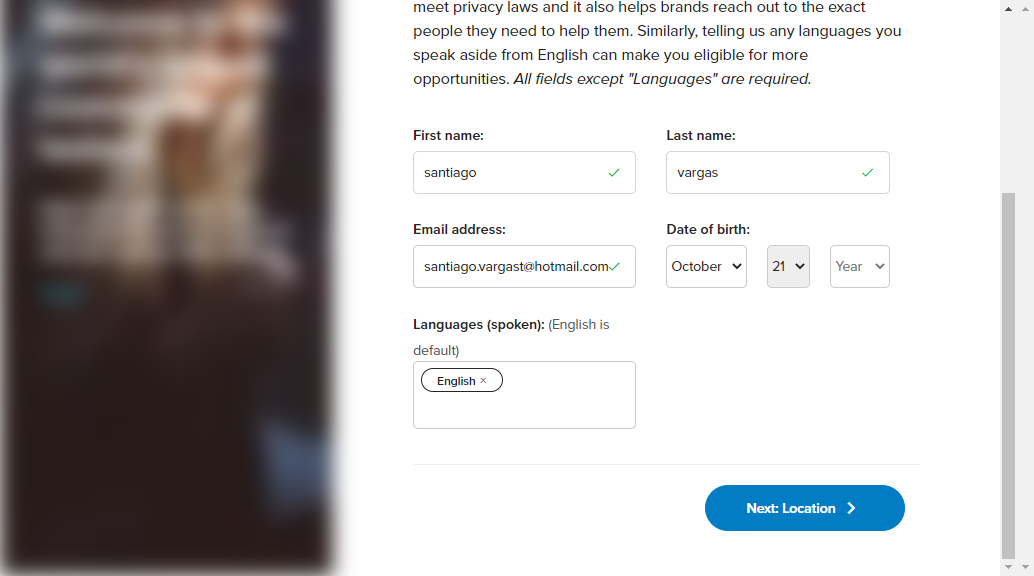 meet privacy laws and it also helps brands reach out to the exact
people they need to help them. Similarly, telling us any languages you
speak aside from English can make you eligible for more
opportunities. All fields except "Languages" are required.
First name:
Last name:
santiago
vargas
Email address:
Date of birth:
santiago.vargast@hotmail.com
October
21
Year
Languages (spoken): (English is
default)
English ×
Next: Location